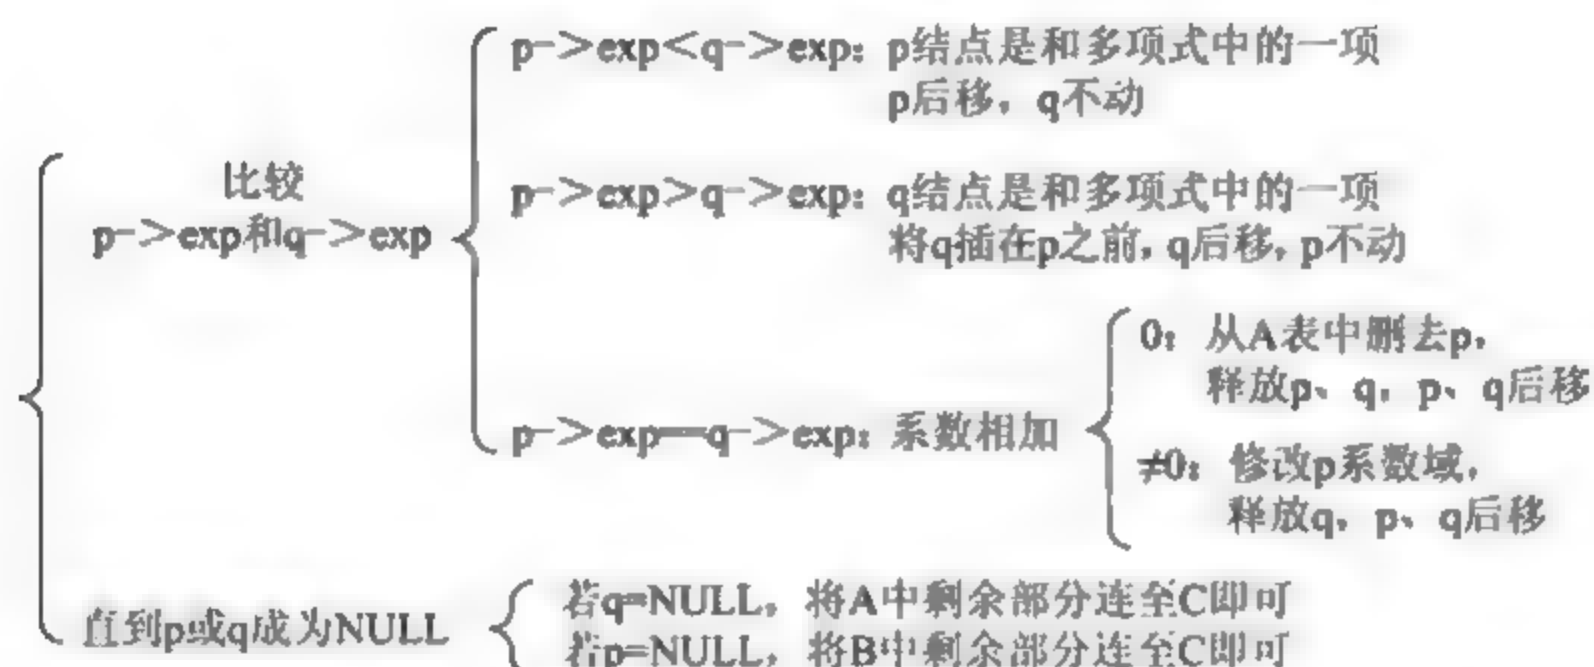 p->exp<q->exp: p结点是和多项式中的一项
p后移，q不动
比较
p->exp和q->exp
p->exp>q->exp: q结点是和多项式中的一项
将q插在p之前,q后移,p不动
p->exp==q->exp: 系数相加
0: 从A表中删去p，
释放p、q，p、q后移
≠0: 修改p系数域，
释放q，p、q后移
直到p或q成为NULL
若q=NULL，将A中剩余部分连至C即可
若p=NULL，将B中剩余部分连至C即可